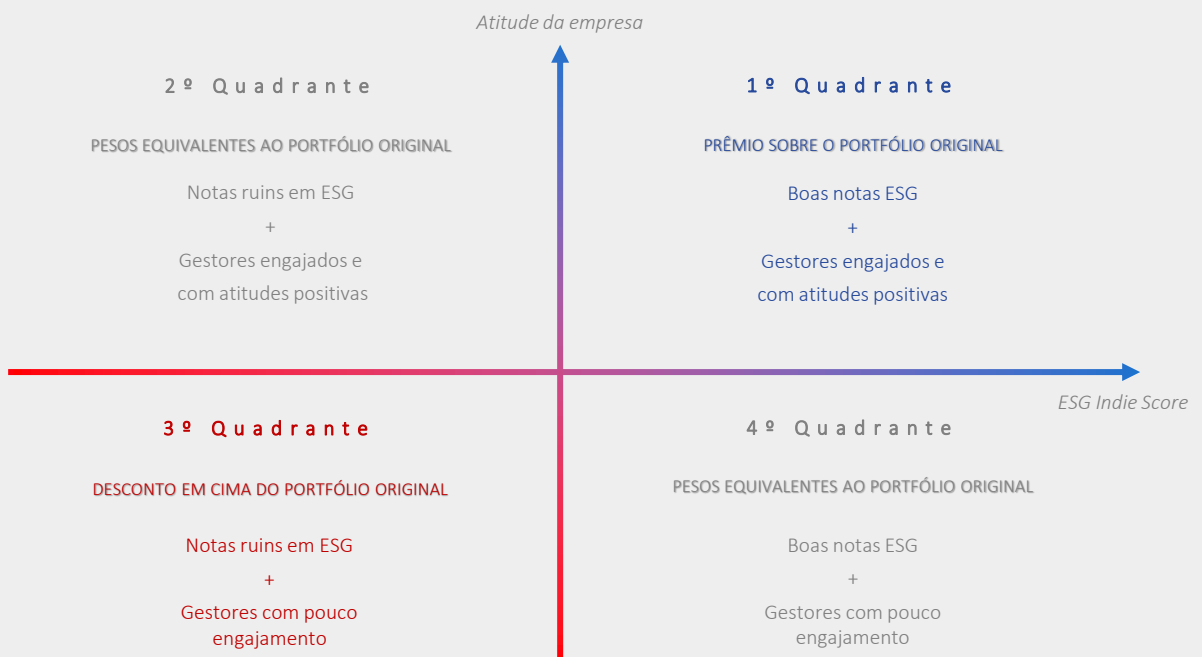 Atitude da empresa
2º Quadrante
PESOS EQUIVALENTES AO PORTFÓLIO ORIGINAL
Notas ruins em ESG
+
Gestores engajados e
com atitudes positivas
1º Quadrante
PRÊMIO SOBRE O PORTFÓLIO ORIGINAL
Boas notas ESG
+
Gestores engajados e
com atitudes positivas
ESG Indie Score
3º Quadrante
DESCONTO EM CIMA DO PORTFÓLIO ORIGINAL
Notas ruins em ESG
+
Gestores com pouco
engajamento
4º Quadrante
PESOS EQUIVALENTES AO PORTFÓLIO ORIGINAL
Boas notas ESG
+
Gestores com pouco
engajamento